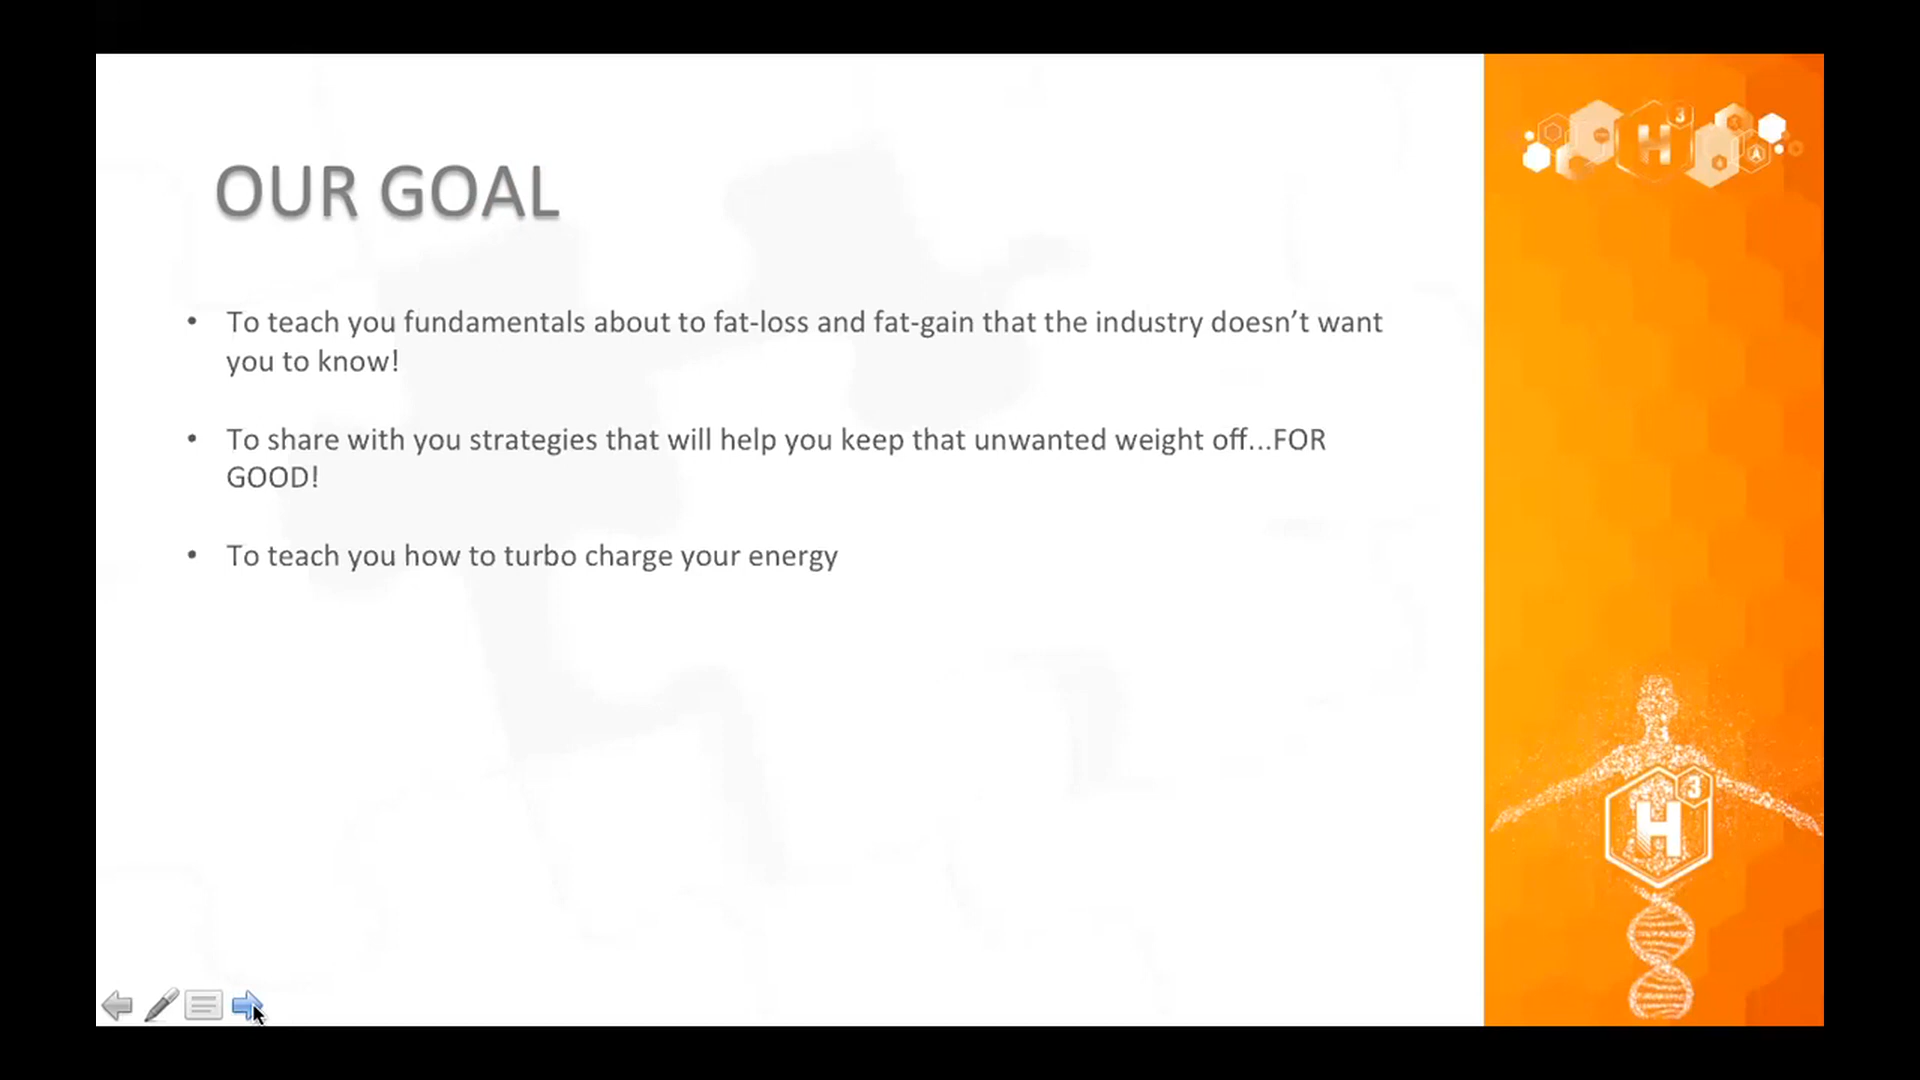 OUR GOAL
• To teach you fundamentals about to fat-loss and fat-gain that the industry doesn’t want
you to know!
• To share with you strategies that will help you keep that unwanted weight off...FOR
GOOD!
• To teach you how to turbo charge your energy
H3
A
H3